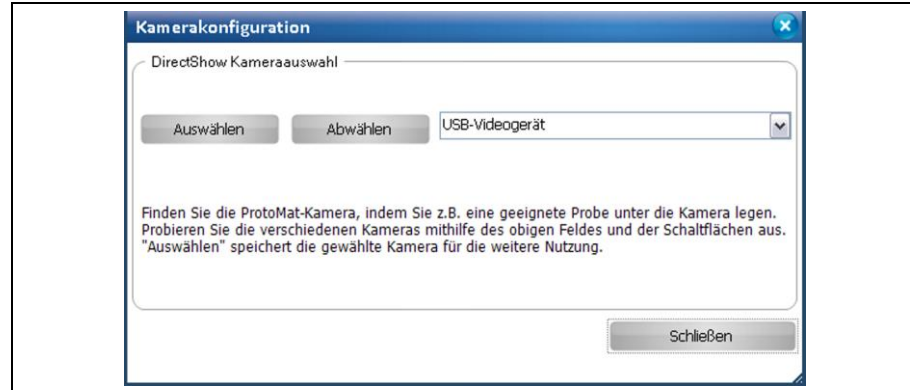 Kamerakonfiguration
DirectShow Kameraauswahl
Auswählen
Abwählen
USB-Videogerät
Finden Sie die ProtoMat-Kamera, indem Sie z.B. eine geeignete Probe unter die Kamera legen.
Probieren Sie die verschiedenen Kameras mithilfe des obigen Feldes und der Schaltflächen aus.
"Auswählen" speichert die gewählte Kamera für die weitere Nutzung.
Schließen